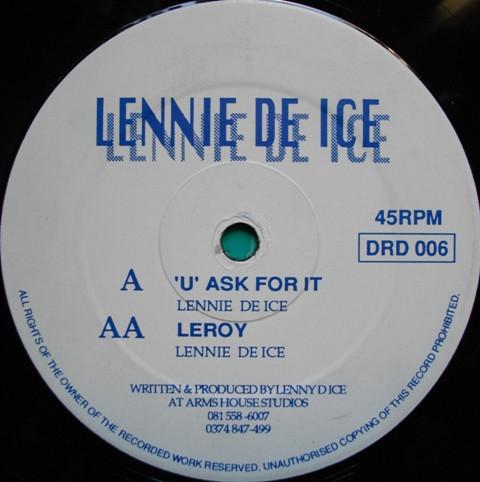 LENNIE DE ICE
45RPM
DRD 006
A 'U' ASK FOR IT
LENNIE DE ICE
AA LEROY
LENNIE DE ICE
WRITTEN & PRODUCED BY LENNY D ICE
AT ARMS HOUSE STUDIOS
081 558 -6007
0374 847-499
ALL RIGHTS OF THE OWNER OF THE RECORDED WORK RESERVED. UNAUTHORISED COPYING OF THIS RECORD PROHIBITED.